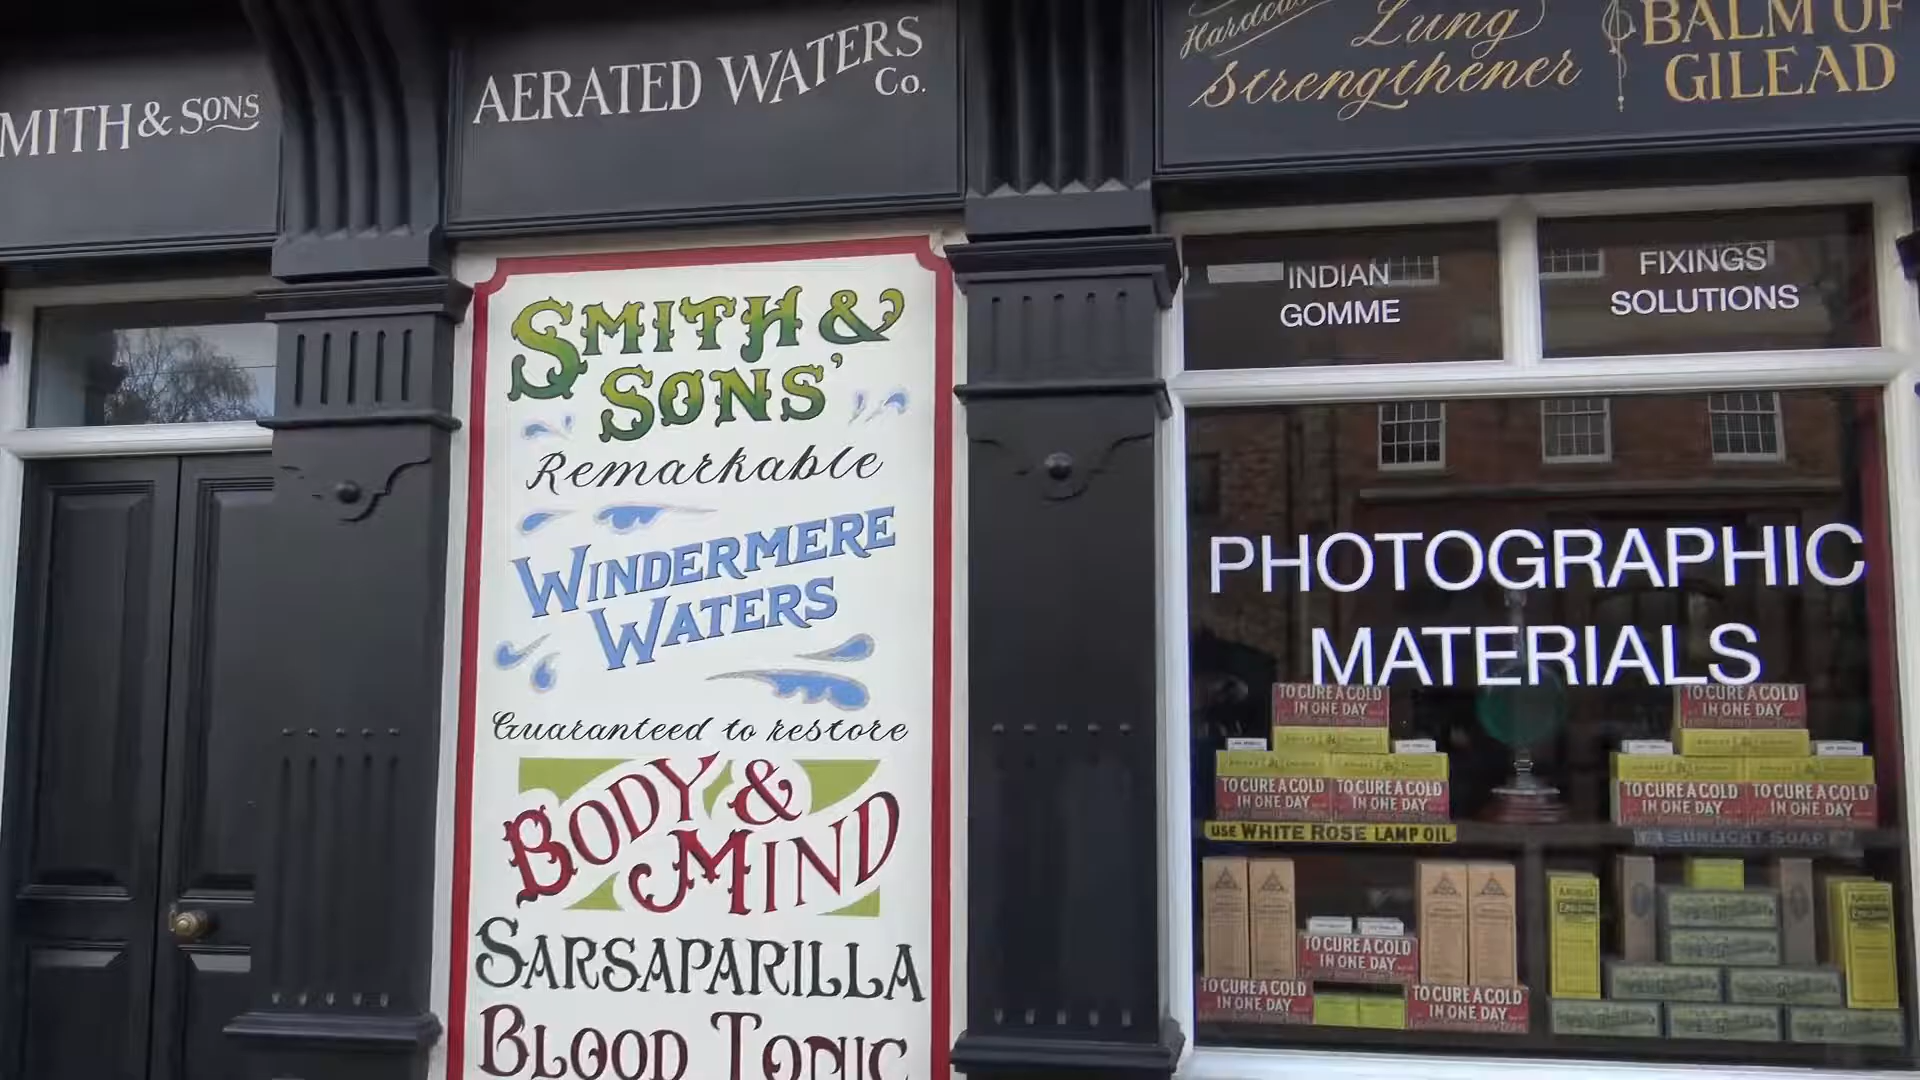 MITH & SONS
AERATED WATERS
Co.
Lung
Strengthener
BALM OF
GILEAD
SMITH &
SONS'
Remarkable
WINDERMERE
WATERS
Guaranteed to restore
BODY &
MIND
SARSAPARILLA
BLOOD TONIC
INDIAN
GOMME
FIXINGS
SOLUTIONS
PHOTOGRAPHIC
MATERIALS
TO CURE A COLD
IN ONE DAY
TO CURE A COLD
IN ONE DAY
TO CURE A COLD
IN ONE DAY
TO CURE A COLD
IN ONE DAY
TO CURE A COLD
IN ONE DAY
TO CURE A COLD
IN ONE DAY
USE WHITE ROSE LAMP OIL
SUNLIGHT SOAP
TO CURE A COLD
IN ONE DAY
TO CURE A COLD
IN ONE DAY
TO CURE A COLD
IN ONE DAY